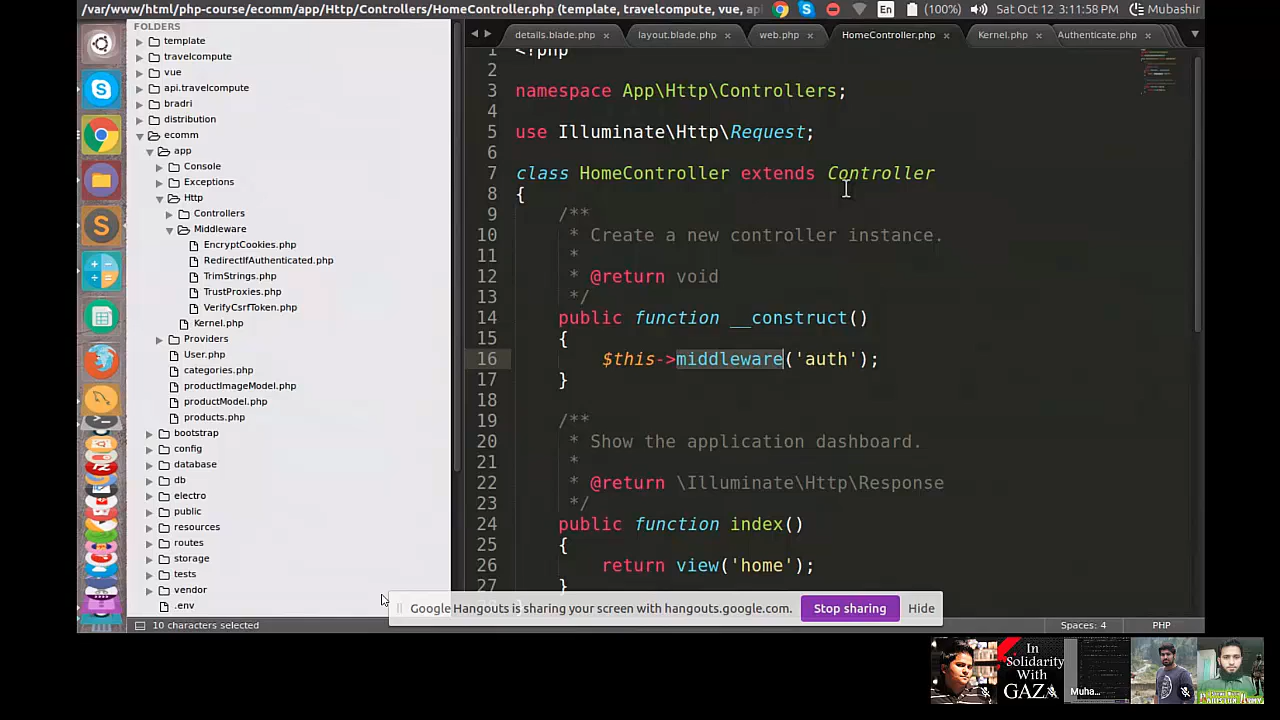 /var/www/html/php-course/ecomm/app/Http/Controllers/HomeController.php (template, travelcompute, vue, api
En
(100%)
Sat Oct 12 3:11:58 PM
Mubashir
FOLDERS
template
travelcompute
vue
api.travelcompute
bradri
distribution
ecomm
app
Console
Exceptions
Http
Controllers
Middleware
EncryptCookies.php
RedirectIfAuthenticated.php
TrimStrings.php
TrustProxies.php
VerifyCsrfToken.php
Kernel.php
Providers
User.php
categories.php
productImageModel.php
productModel.php
products.php
bootstrap
config
database
db
electro
public
resources
routes
storage
tests
vendor
.env
details.blade.php ×
layout.blade.php ×
web.php ×
HomeController.php ×
Kernel.php ×
Authenticate.php ×
1 <?php
2
3 namespace App\Http\Controllers;
4
5 use Illuminate\Http\Request;
6
7 class HomeController extends Controller
8 {
9 /**
10 * Create a new controller instance.
11 *
12 * @return void
13 */
14 public function __construct()
15 {
16 $this->middleware('auth');
17 }
18
19 /**
20 * Show the application dashboard.
21 *
22 * @return \Illuminate\Http\Response
23 */
24 public function index()
25 {
26 return view('home');
27 }
Google Hangouts is sharing your screen with hangouts.google.com.
Stop sharing
Hide
10 characters selected
Spaces: 4
PHP
In
Solidarity
With
GAZA
Muha...